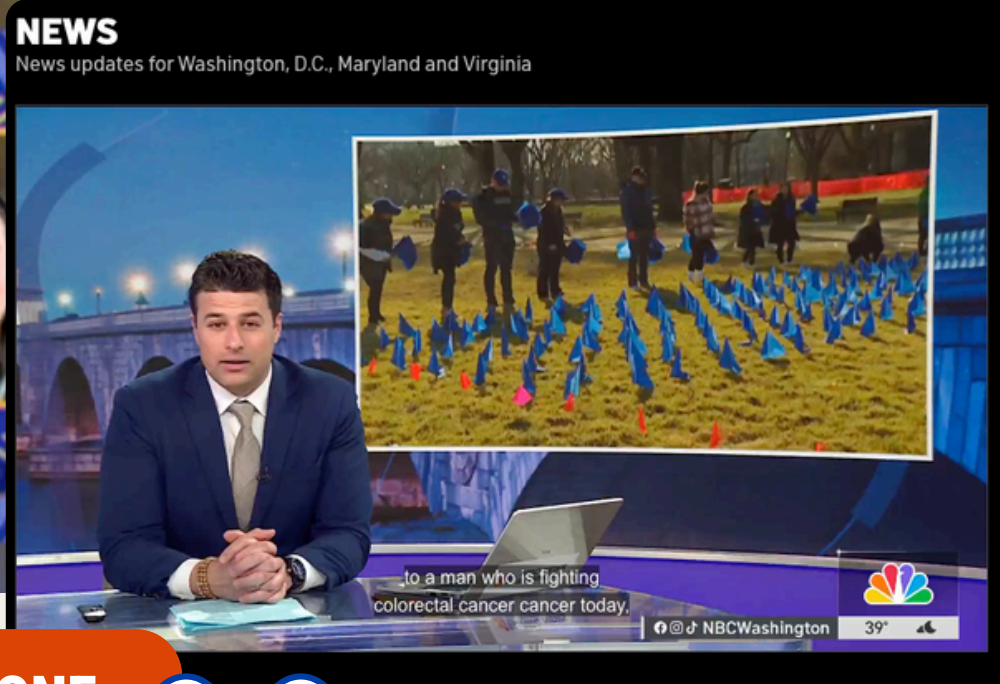 NEWS
News updates for Washington, D.C., Maryland and Virginia
to a man who is fighting
colorectal cancer cancer today,
NBCWashington
39°